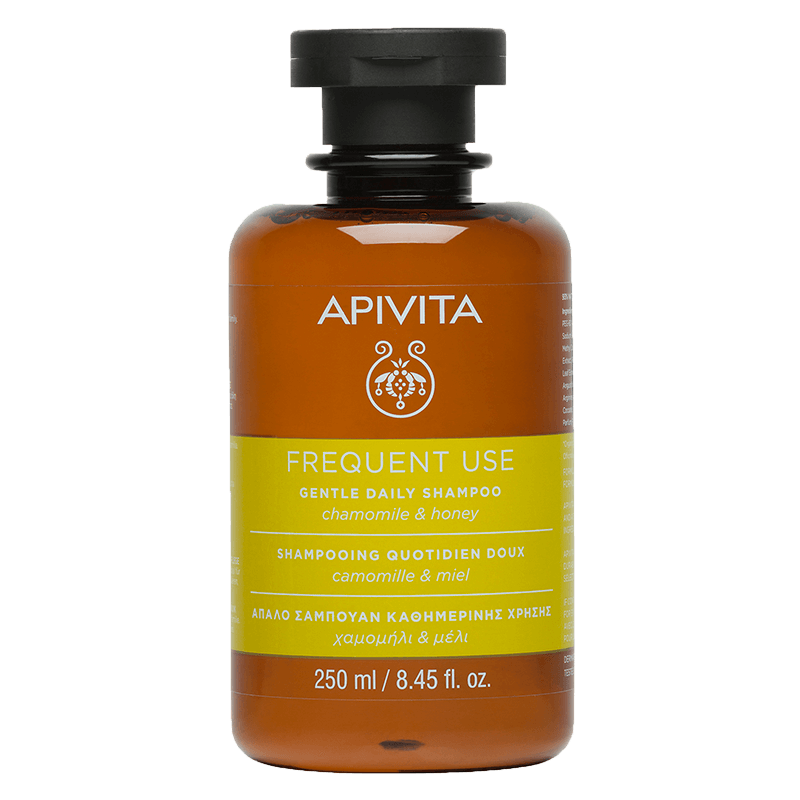 APIVITA
FREQUENT USE
GENTLE DAILY SHAMPOO
chamomile & honey
SHAMPOOING QUOTIDIEN DOUX
camomille & miel
ΑΠΑΛΟ ΣΑΜΠΟΥΑΝ ΚΑΘΗΜΕΡΙΝΗΣ ΧΡΗΣΗΣ
χαμομήλι & μέλι
250 ml / 8.45 fl. oz.